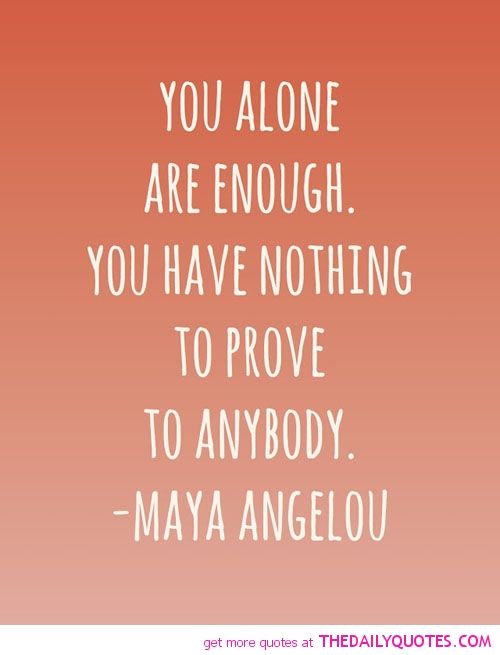 YOU ALONE
ARE ENOUGH.
YOU HAVE NOTHING
TO PROVE
TO ANYBODY.
-MAYA ANGELOU
get more quotes at THEDAILYQUOTES.COM